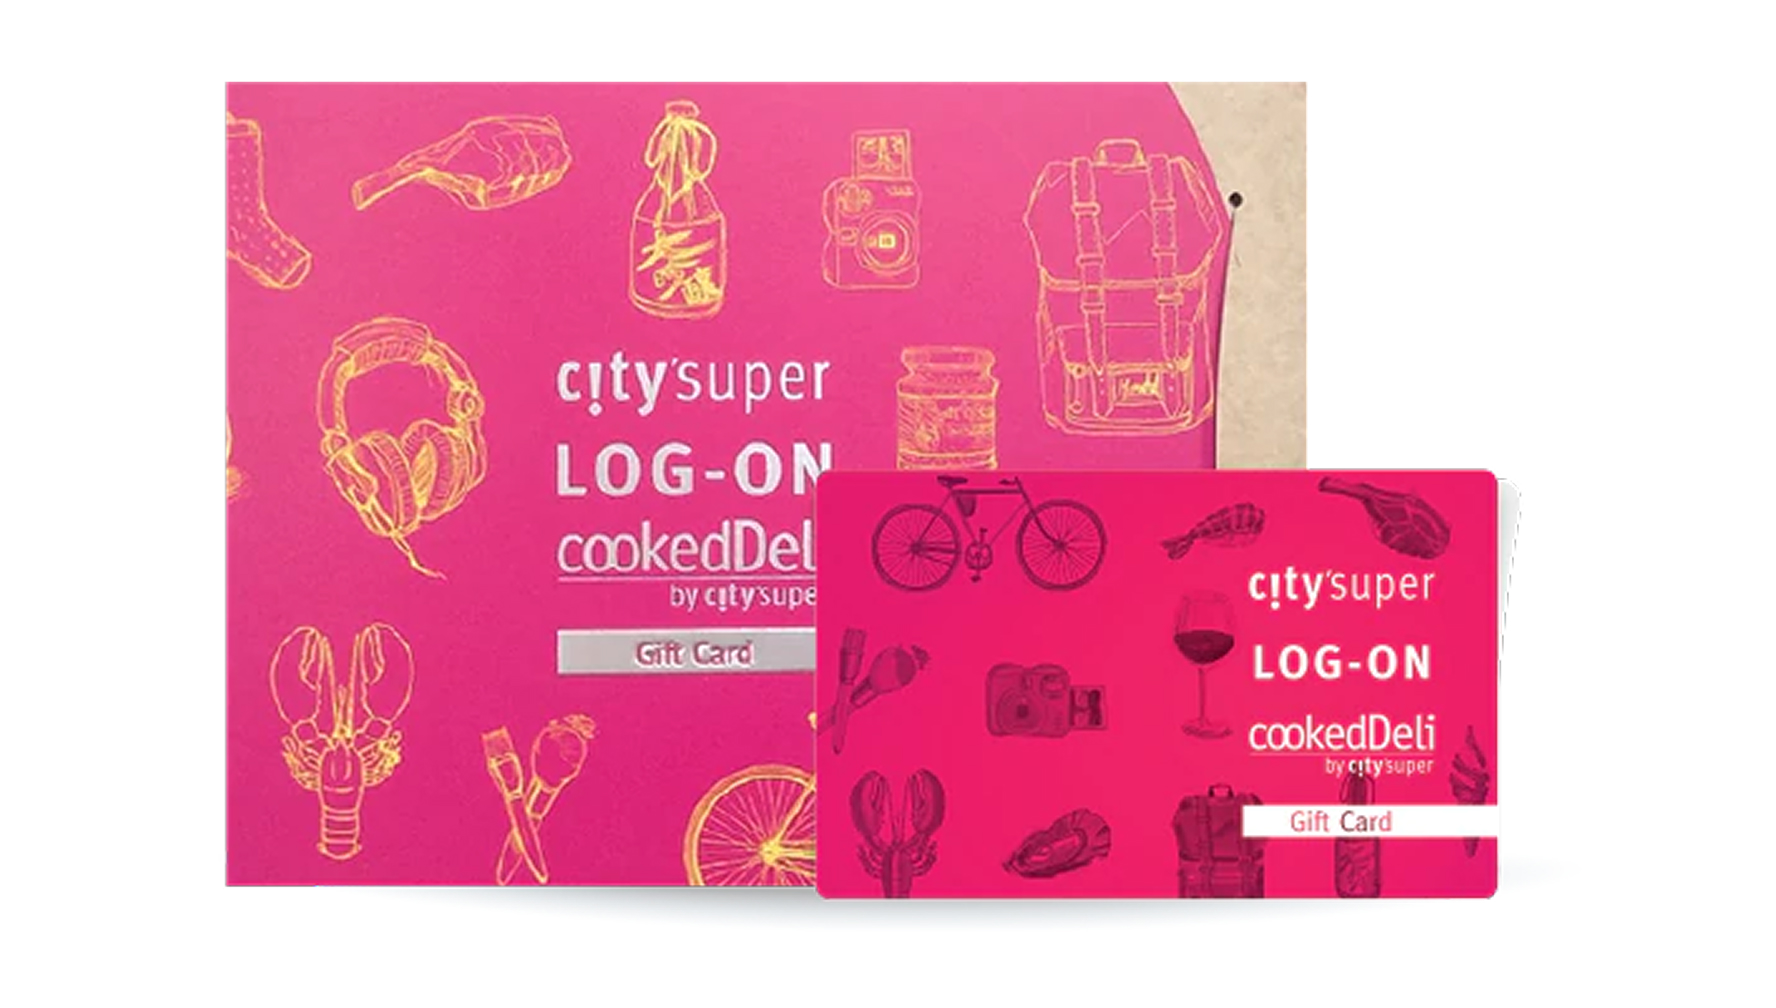 city'super
LOG-ON
cookedDel
by city'supe
Gift Card
city'super
LOG-ON
cookedDeli
by city'super
Gift Card